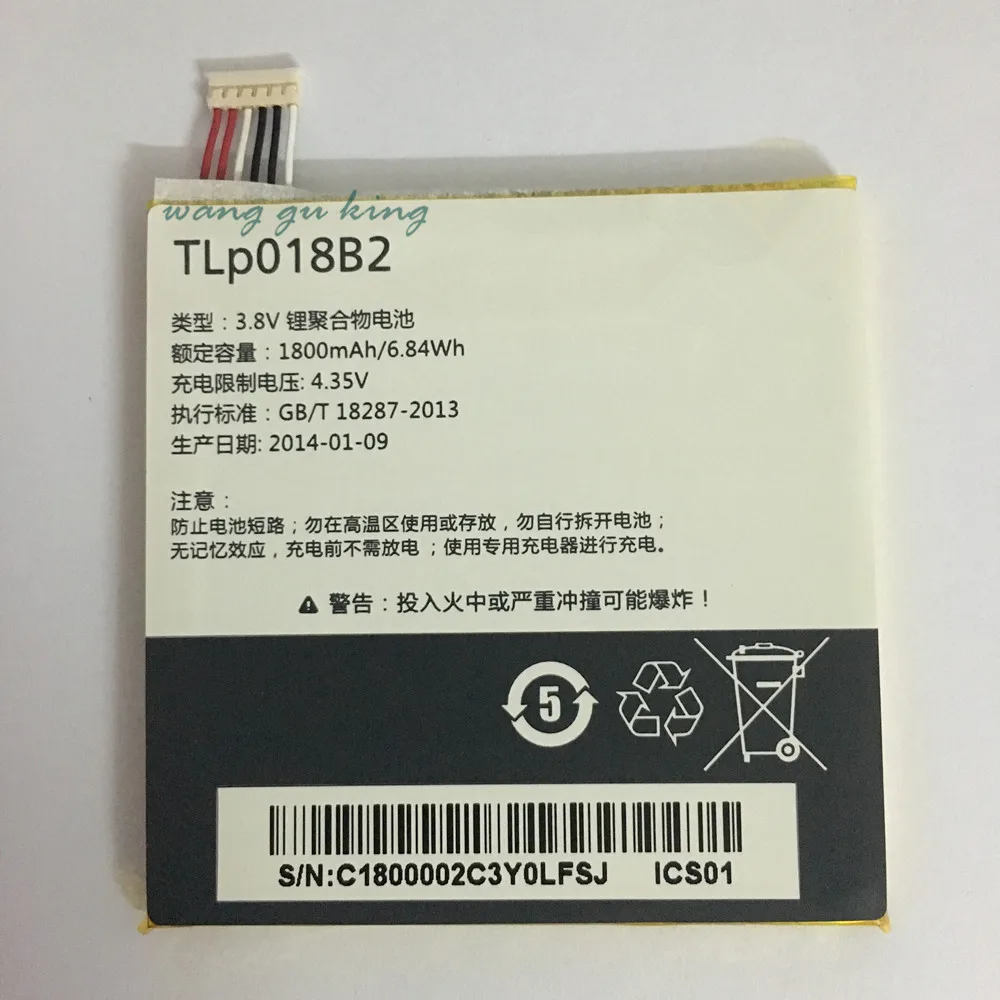 wang gu king
TLp018B2
类型：3.8V 锂聚合物电池
额定容量：1800mAh/6.84Wh
充电限制电压: 4.35V
执行标准：GB/T 18287-2013
生产日期: 2014-01-09
注意：
防止电池短路；勿在高温区使用或存放，勿自行拆开电池；
无记忆效应，充电前不需放电；使用专用充电器进行充电。
警告：投入火中或严重冲撞可能爆炸！
5
S/N:C1800002C3Y0LFSJ ICS01